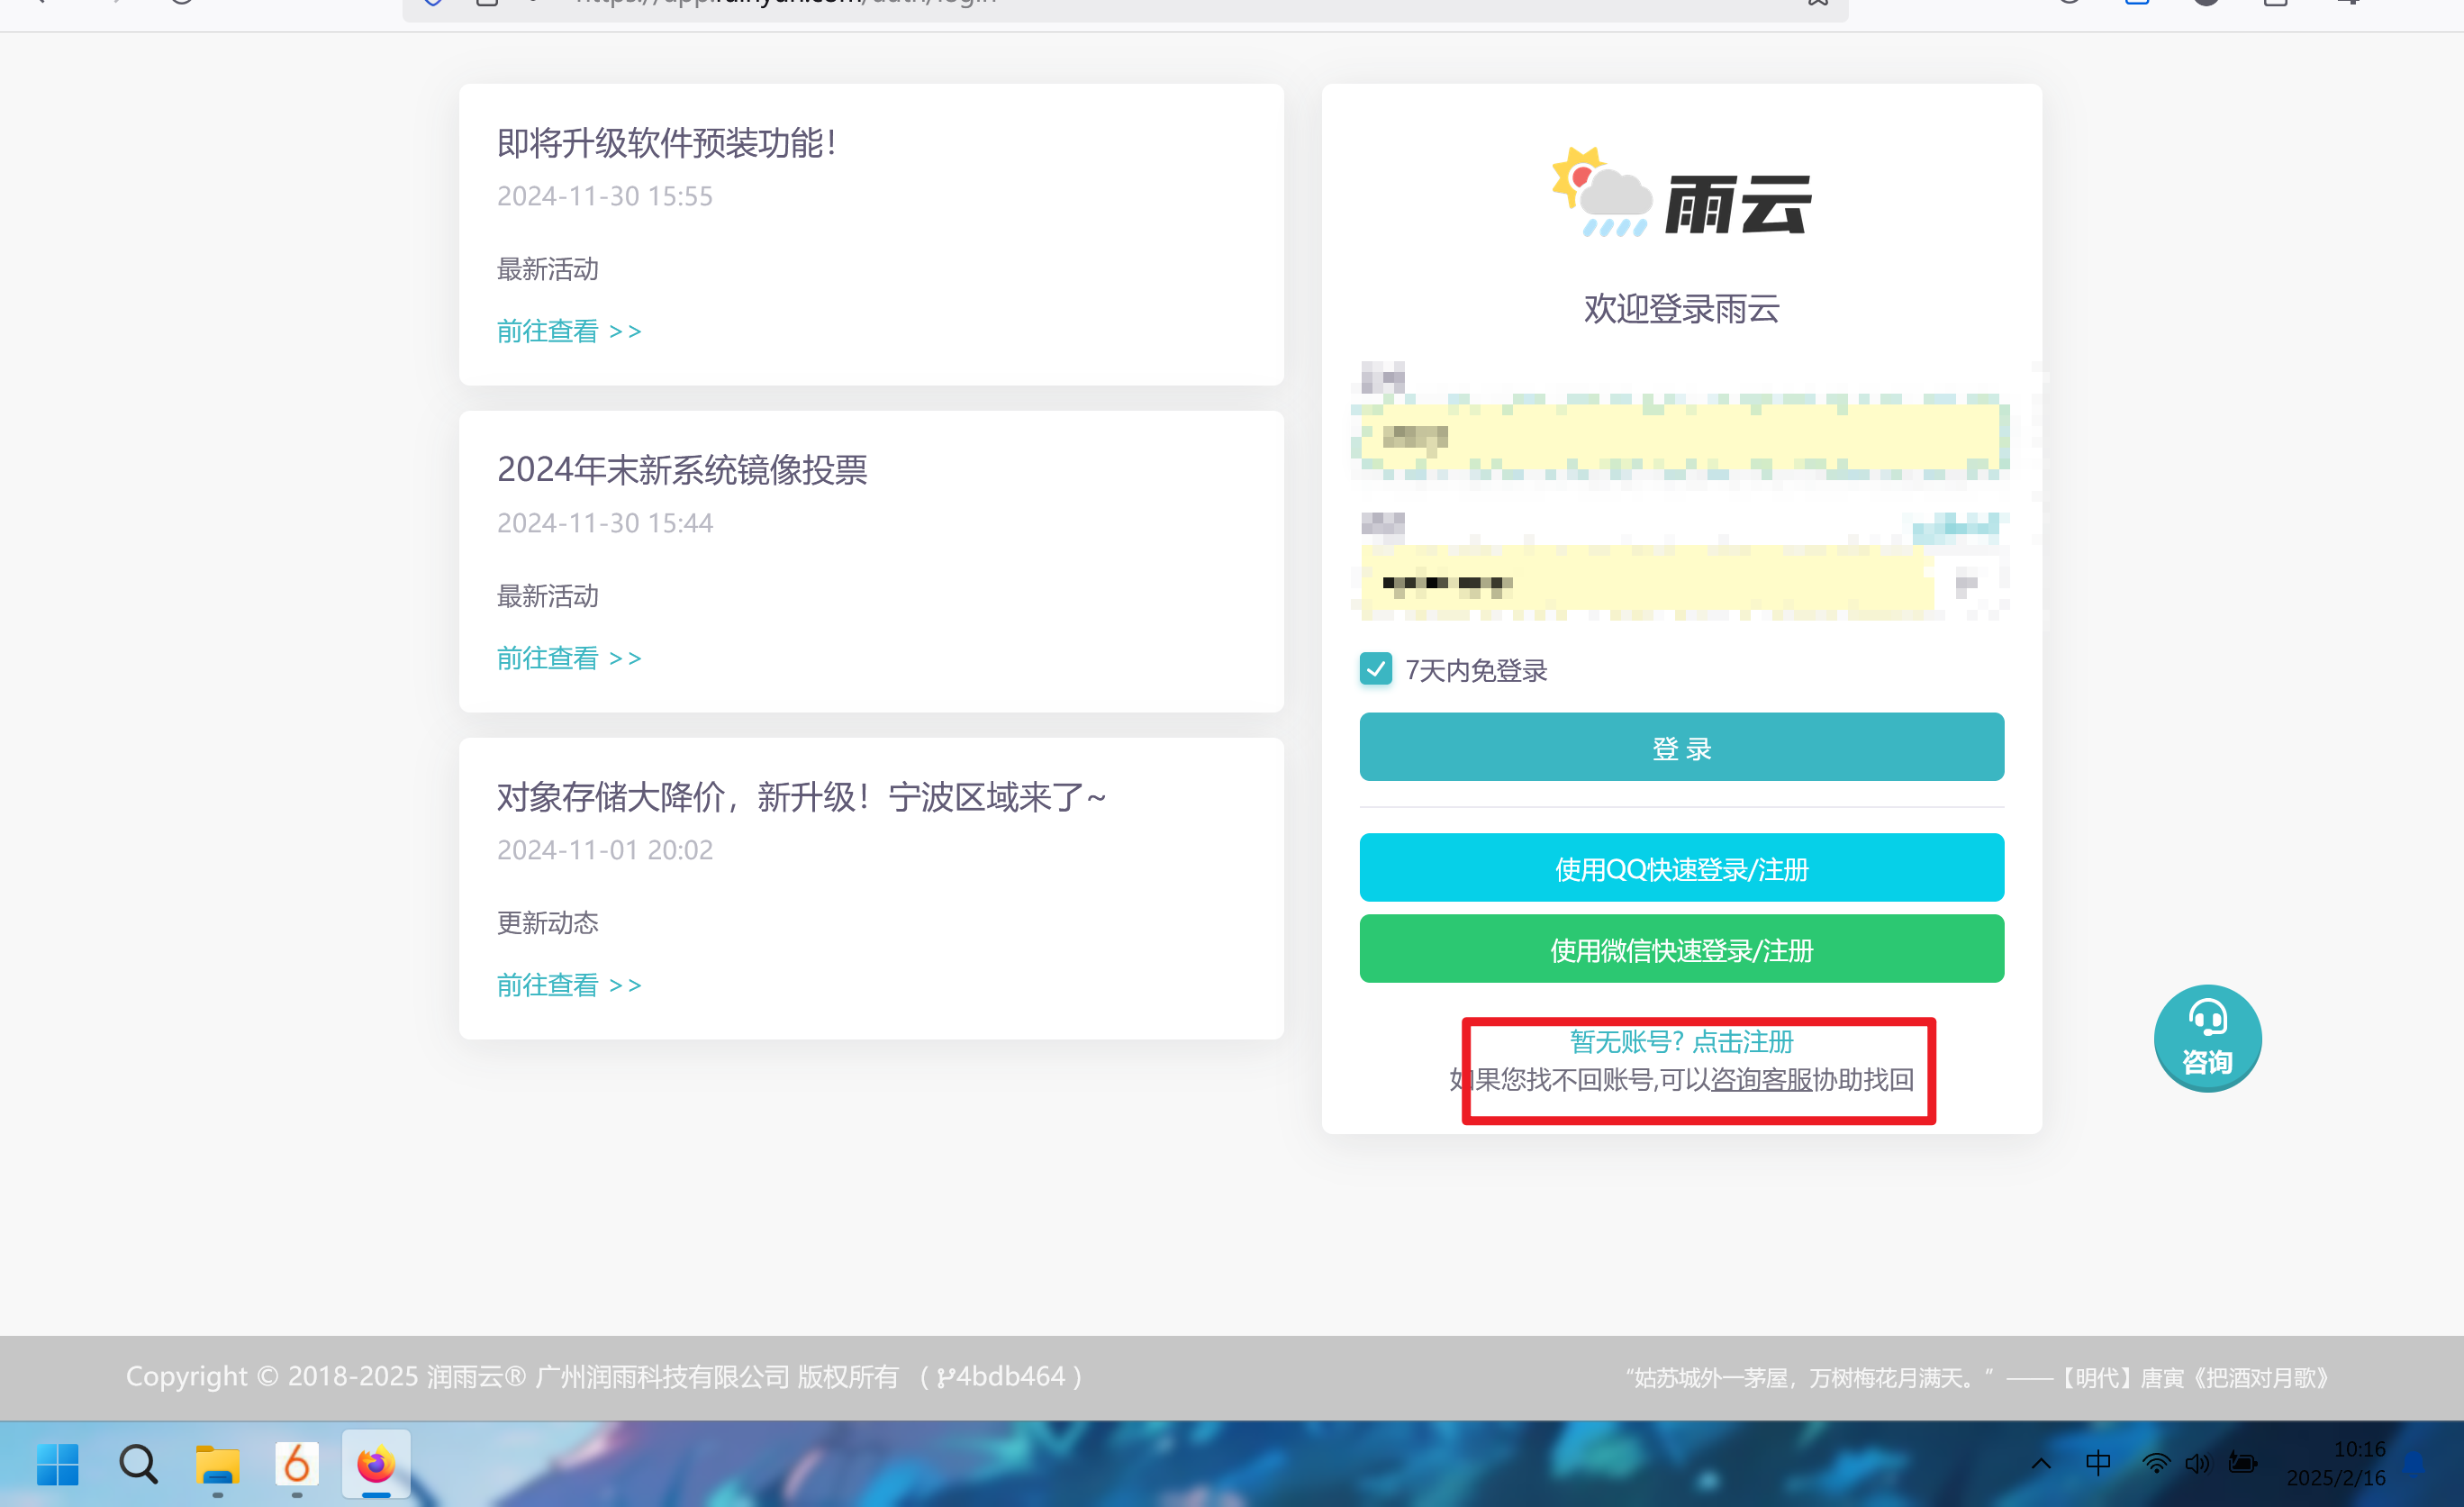 即将升级软件预装功能！
2024-11-30 15:55
最新活动
前往查看 >>
2024年末新系统镜像投票
2024-11-30 15:44
最新活动
前往查看 >>
对象存储大降价，新升级！宁波区域来了~
2024-11-01 20:02
更新动态
前往查看 >>
雨云
欢迎登录雨云
7天内免登录
登 录
使用QQ快速登录/注册
使用微信快速登录/注册
暂无账号？点击注册
如果您找不回账号,可以咨询客服协助找回
咨询
Copyright © 2018-2025 润雨云® 广州润雨科技有限公司 版权所有 （ 4bdb464 ）
“姑苏城外一茅屋，万树梅花月满天。” ——【明代】唐寅《把酒对月歌》
中
10:16
2025/2/16